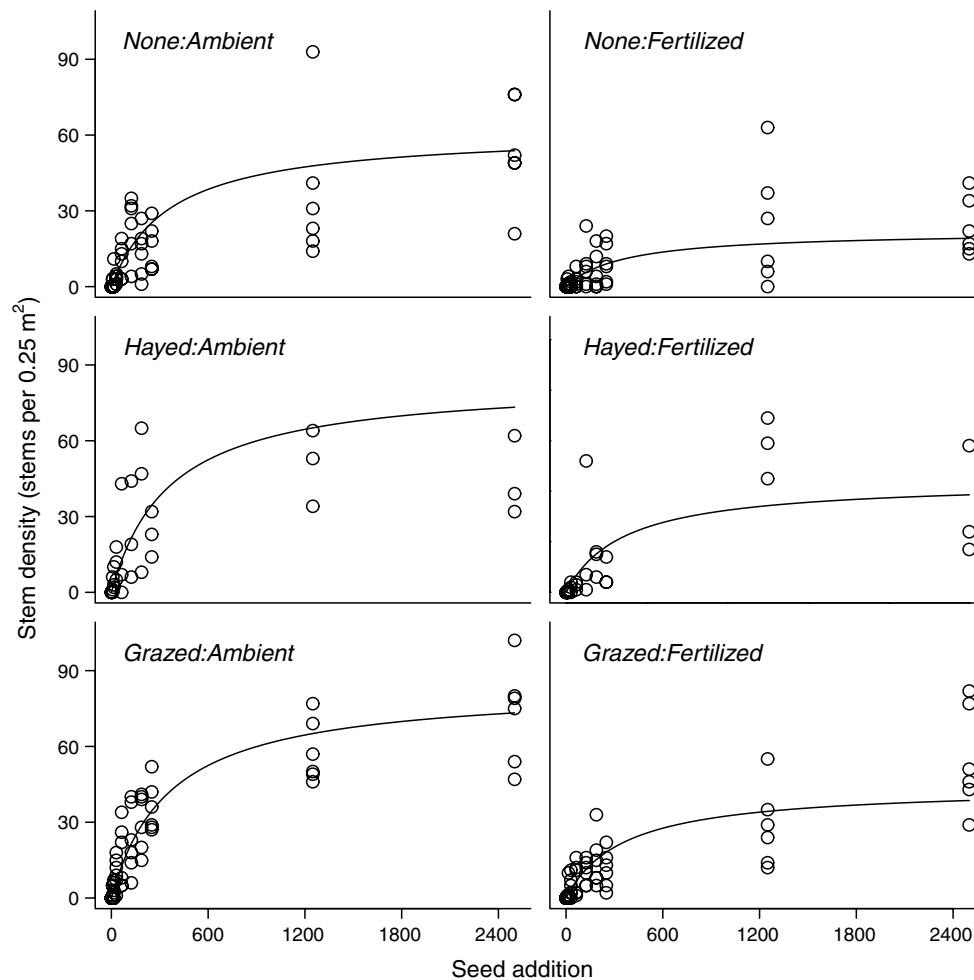 None:Ambient
None:Fertilized
90
60
30
0
Hayed:Ambient
Hayed:Fertilized
90
60
30
0
Grazed:Ambient
Grazed:Fertilized
90
60
30
0
Stem density (stems per 0.25 m²)
0 600 1200 1800 2400 0 600 1200 1800 2400
Seed addition